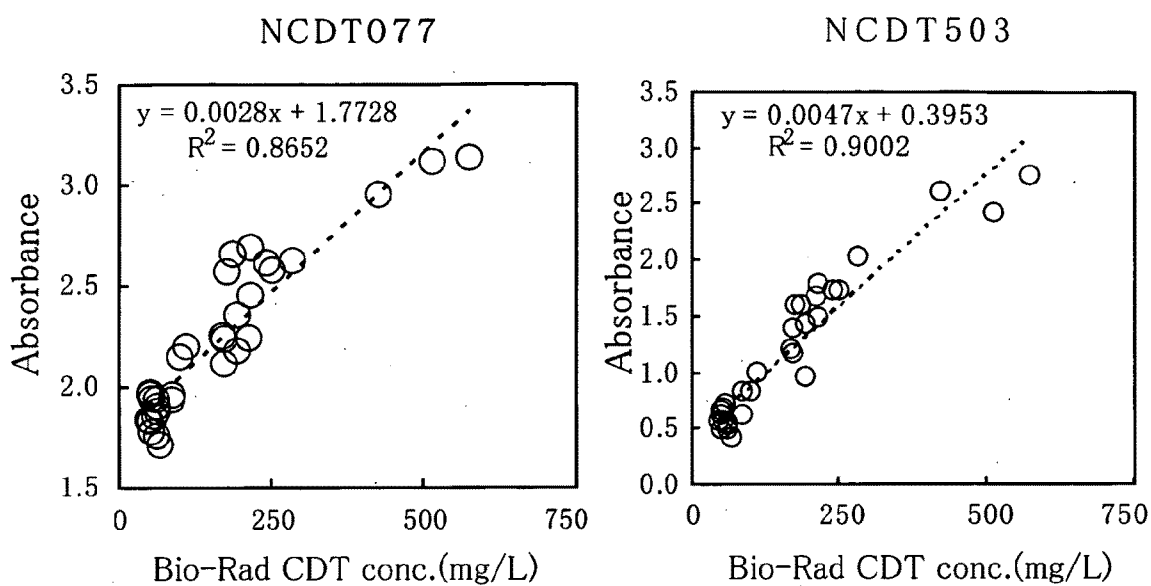 NCDT077
y = 0.0028x + 1.7728
R² = 0.8652
3.5
3.0
2.5
2.0
1.5
0 250 500 750
Absorbance
Bio-Rad CDT conc.(mg/L)
NCDT503
y = 0.0047x + 0.3953
R² = 0.9002
3.5
3.0
2.5
2.0
1.5
1.0
0.5
0.0
0 250 500 750
Absorbance
Bio-Rad CDT conc.(mg/L)